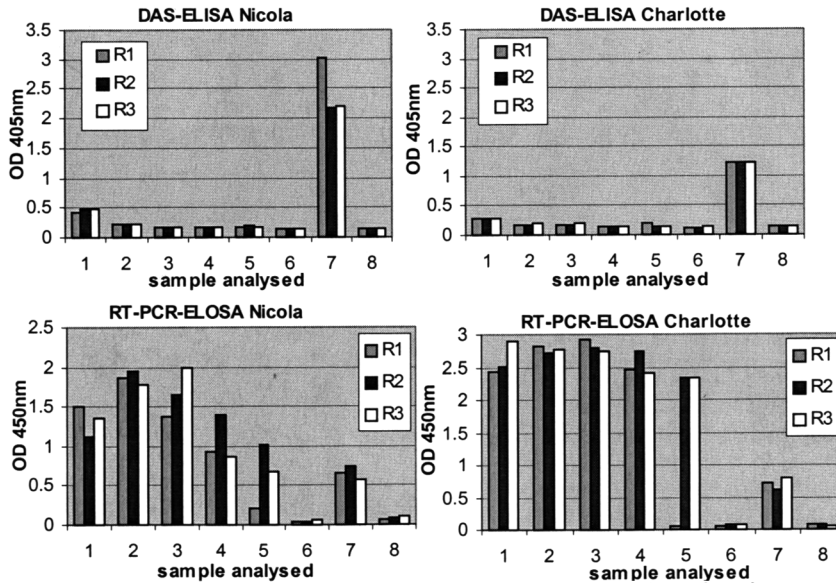 DAS-ELISA Nicola
3.5
3
2.5
2
1.5
1
0.5
0
OD 405nm
R1
R2
R3
1 2 3 4 5 6 7 8
sample analysed
DAS-ELISA Charlotte
3.5
3
2.5
2
1.5
1
0.5
0
OD 405nm
R1
R2
R3
1 2 3 4 5 6 7 8
sample analysed
RT-PCR-ELOSA Nicola
2.5
2
1.5
1
0.5
0
OD 450nm
R1
R2
R3
1 2 3 4 5 6 7 8
sample analysed
RT-PCR-ELOSA Charlotte
3
2.5
2
1.5
1
0.5
0
OD 450nm
R1
R2
R3
1 2 3 4 5 6 7 8
sample analysed